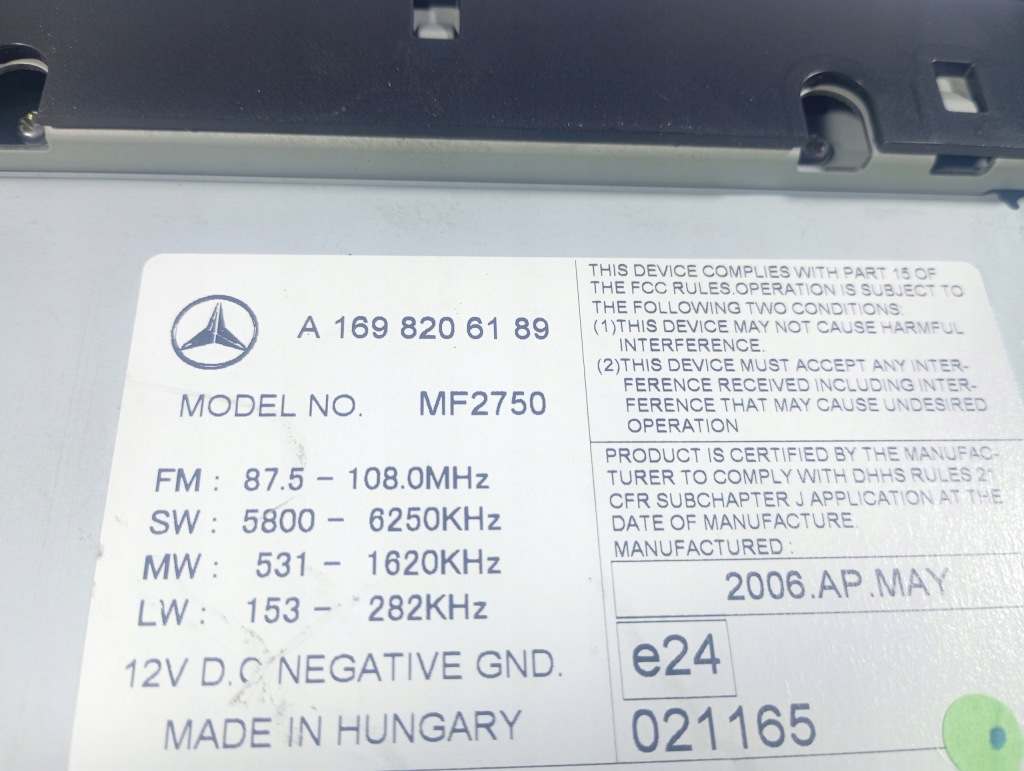 A 169 820 61 89
MODEL NO. MF2750
FM : 87.5 - 108.0MHz
SW : 5800 - 6250KHz
MW : 531 - 1620KHz
LW : 153 - 282KHz
12V D.C NEGATIVE GND.
MADE IN HUNGARY
THIS DEVICE COMPLIES WITH PART 15 OF
THE FCC RULES.OPERATION IS SUBJECT TO
THE FOLLOWING TWO CONDITIONS:
(1)THIS DEVICE MAY NOT CAUSE HARMFUL
INTERFERENCE.
(2)THIS DEVICE MUST ACCEPT ANY INTER-
FERENCE RECEIVED INCLUDING INTER-
FERENCE THAT MAY CAUSE UNDESIRED
OPERATION
PRODUCT IS CERTIFIED BY THE MANUFAC-
TURER TO COMPLY WITH DHHS RULES 21
CFR SUBCHAPTER J APPLICATION AT THE
DATE OF MANUFACTURE.
MANUFACTURED :
2006.AP.MAY
e24
021165